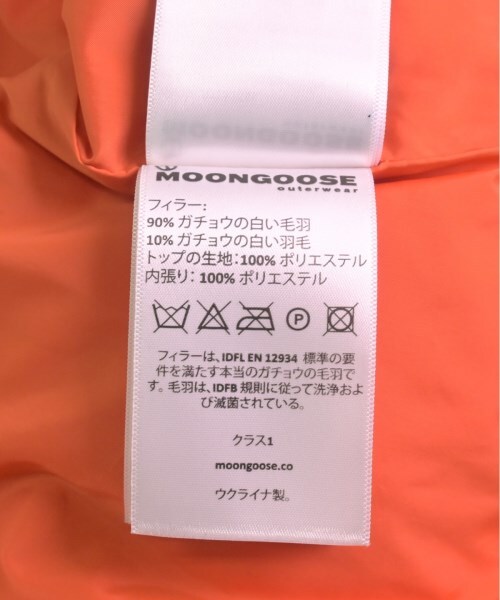 MOONGOOSE
outerwear
フィラー:
90% ガチョウの白い毛羽
10% ガチョウの白い羽毛
トップの生地：100% ポリエステル
内張り： 100% ポリエステル
P
フィラーは、IDFL EN 12934 標準の要
件を満たす本当のガチョウの毛羽で
す。毛羽は、IDFB 規則に従って洗浄およ
び滅菌されている。
クラス1
moongoose.co
ウクライナ製。